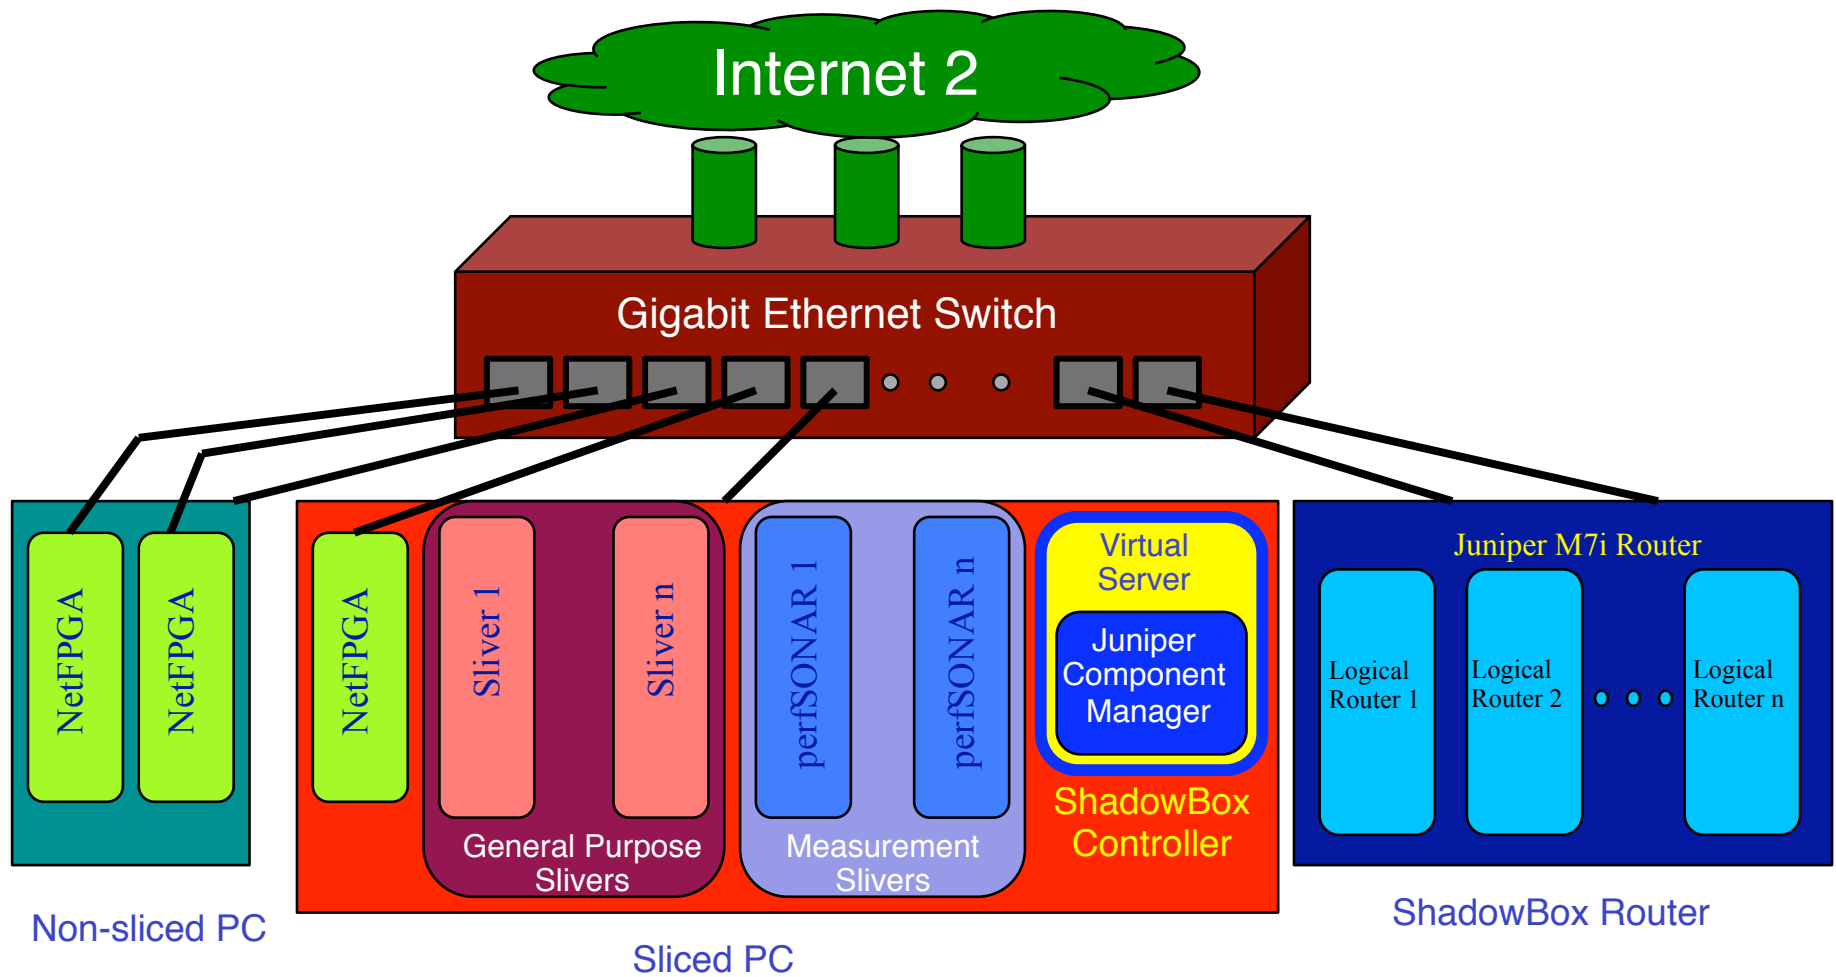 Internet 2
Gigabit Ethernet Switch
NetFPGA
NetFPGA
Non-sliced PC
NetFPGA
Sliver 1
Sliver n
General Purpose
Slivers
perfSONAR 1
perfSONAR n
Measurement
Slivers
Virtual
Server
Juniper
Component
Manager
ShadowBox
Controller
Sliced PC
Juniper M7i Router
Logical
Router 1
Logical
Router 2
Logical
Router n
ShadowBox Router